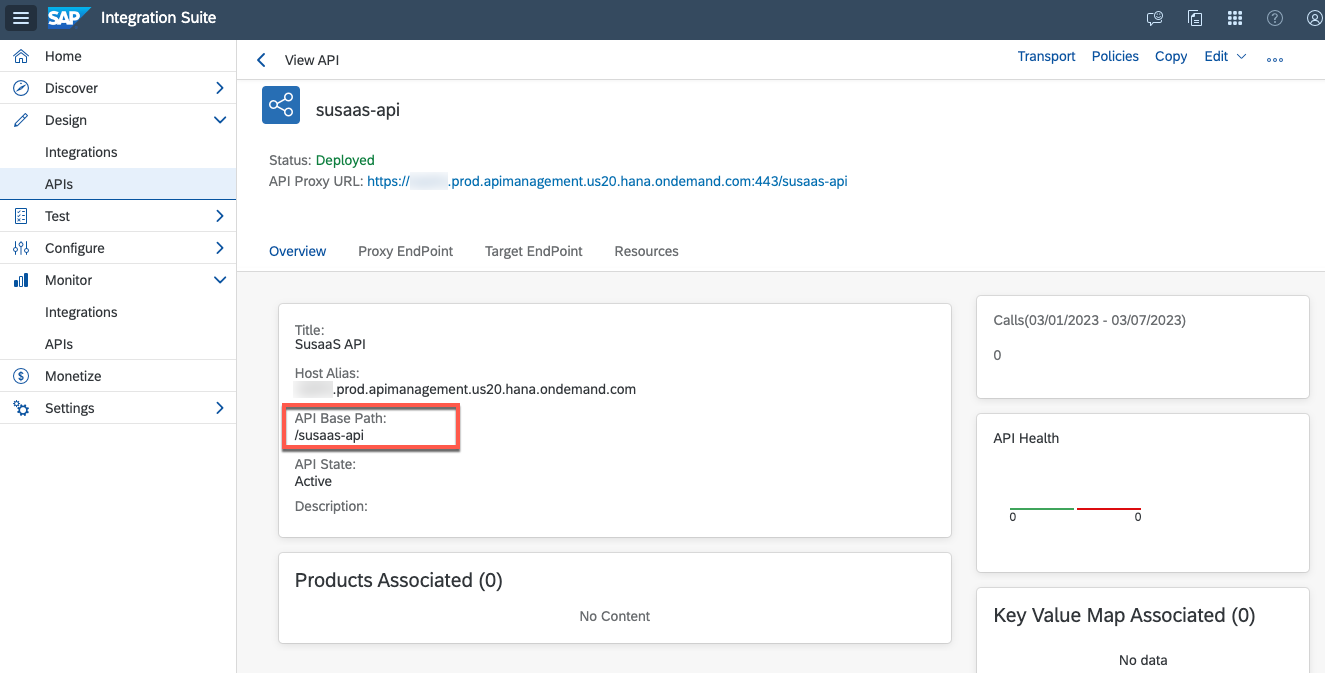 SAP Integration Suite
Home
Discover
Design
Integrations
APIs
Test
Configure
Monitor
Integrations
APIs
Monetize
Settings
View API
Transport Policies Copy Edit
susaas-api
Status: Deployed
API Proxy URL: https:// .prod.apimanagement.us20.hana.ondemand.com:443/susaas-api
Overview Proxy EndPoint Target EndPoint Resources
Title:
SusaaS API
Host Alias:
.prod.apimanagement.us20.hana.ondemand.com
API Base Path:
/susaas-api
API State:
Active
Description:
Products Associated (0)
No Content
Calls(03/01/2023 - 03/07/2023)
0
API Health
0 0
Key Value Map Associated (0)
No data